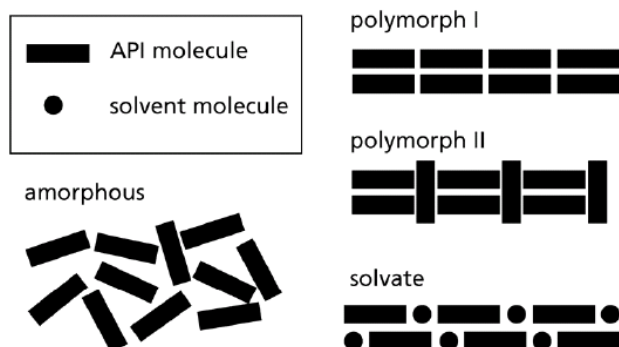 API molecule
solvent molecule
amorphous
polymorph I
polymorph II
solvate